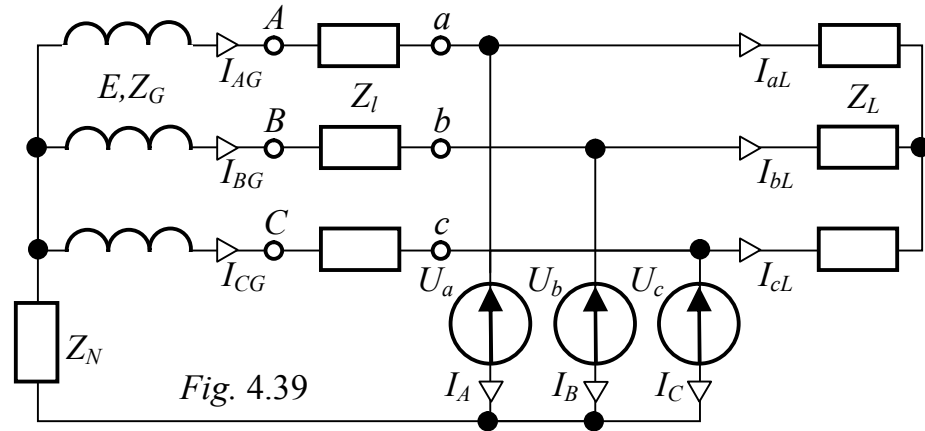 A a
I_AG I_aL
E,Z_G Z_l Z_L
B b
I_BG I_bL
C c
I_CG U_a U_b U_c I_cL
Z_N
Fig. 4.39 I_A I_B I_C